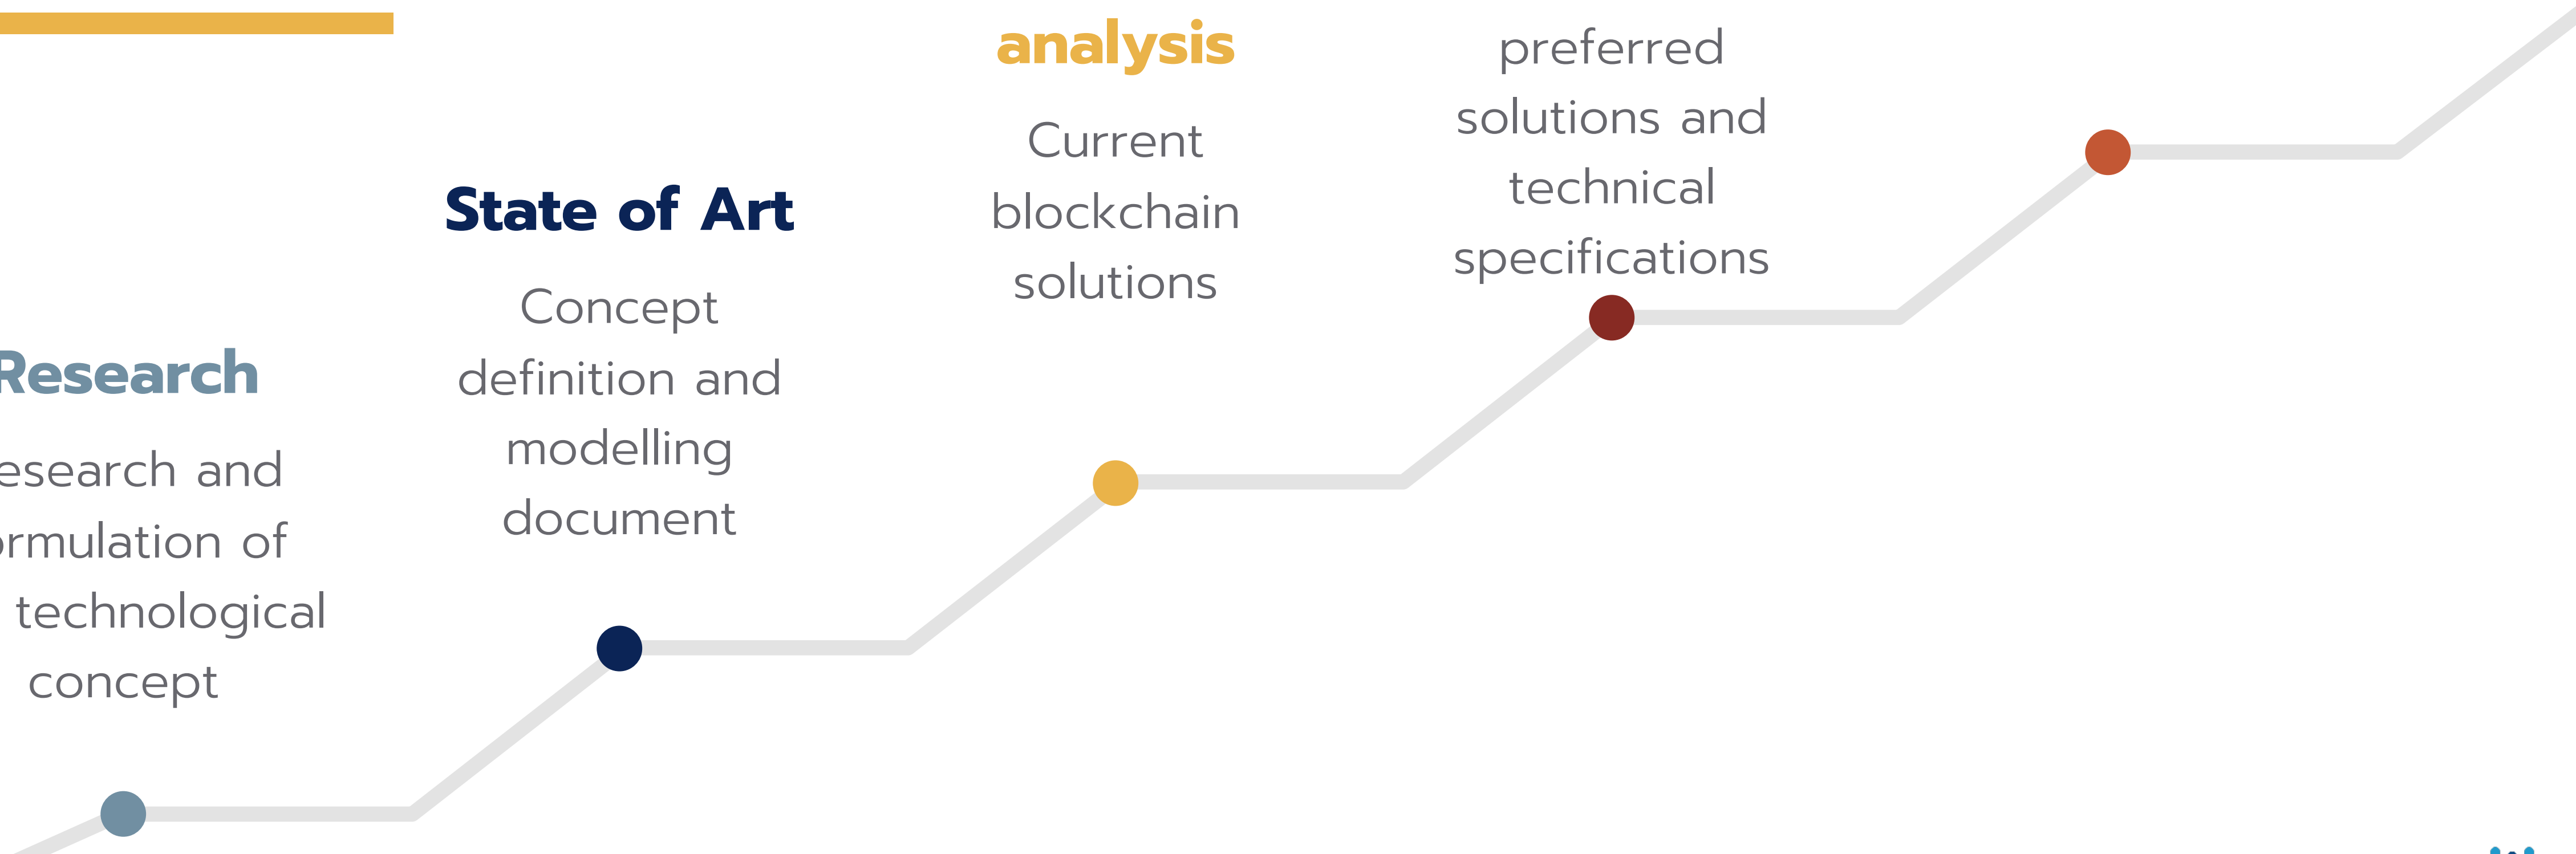 Research
esearch and
ormulation of
technological
concept
State of Art
Concept
definition and
modelling
document
analysis
Current
blockchain
solutions
preferred
solutions and
technical
specifications